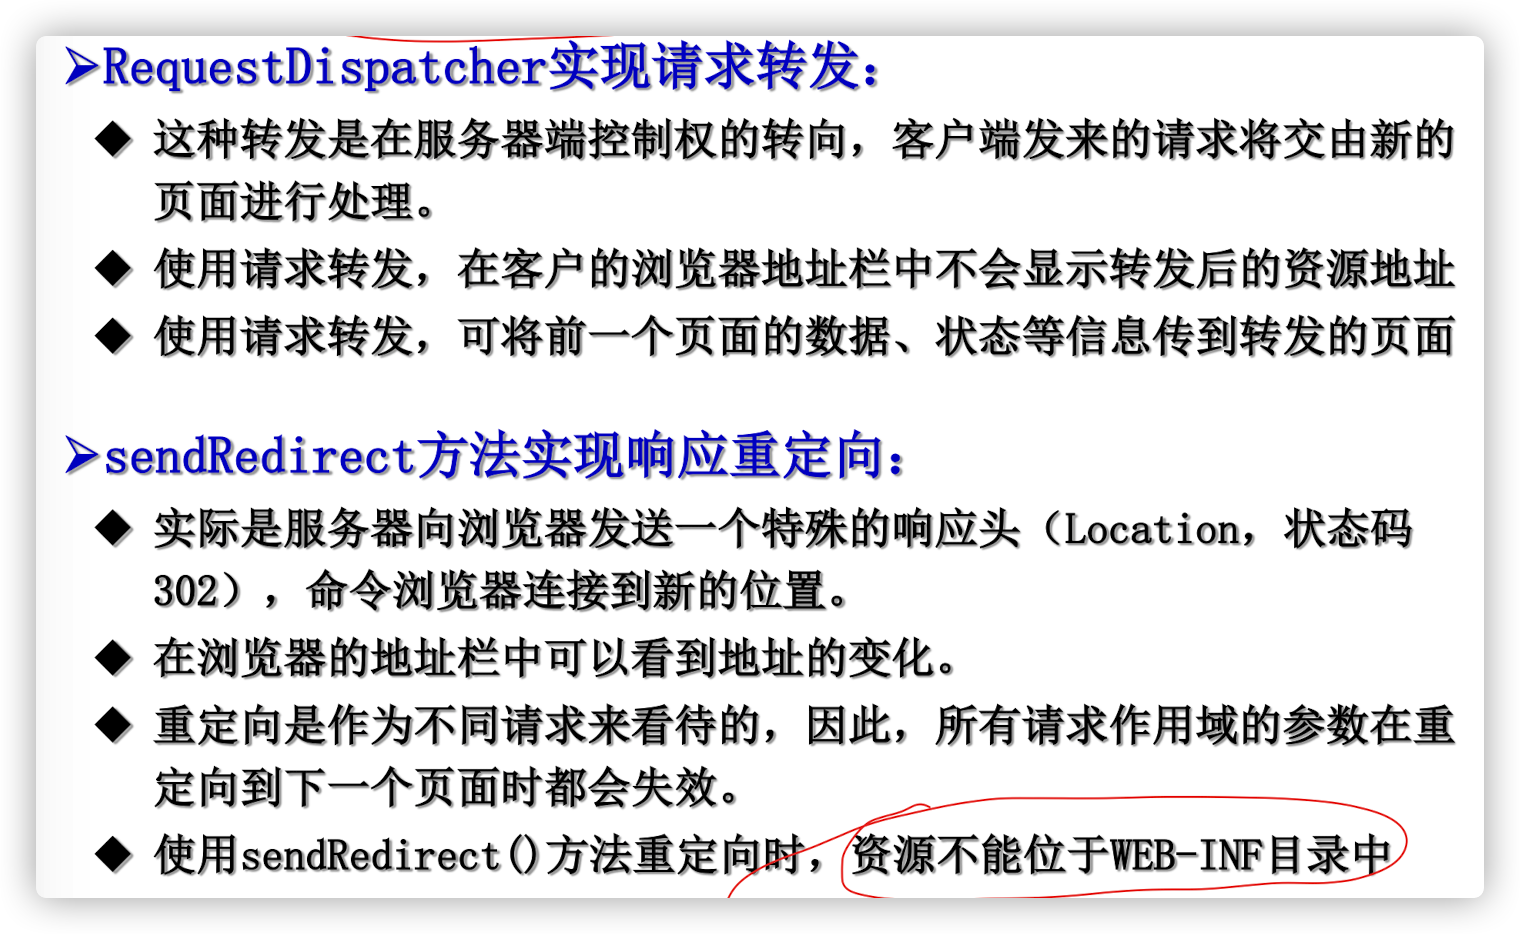 ➢RequestDispatcher实现请求转发：
◆ 这种转发是在服务器端控制权的转向，客户端发来的请求将交由新的
页面进行处理。
◆ 使用请求转发，在客户的浏览器地址栏中不会显示转发后的资源地址
◆ 使用请求转发，可将前一个页面的数据、状态等信息传到转发的页面
➢sendRedirect方法实现响应重定向：
◆ 实际是服务器向浏览器发送一个特殊的响应头（Location，状态码
302），命令浏览器连接到新的位置。
◆ 在浏览器的地址栏中可以看到地址的变化。
◆ 重定向是作为不同请求来看待的，因此，所有请求作用域的参数在重
定向到下一个页面时都会失效。
◆ 使用sendRedirect()方法重定向时，资源不能位于WEB-INF目录中